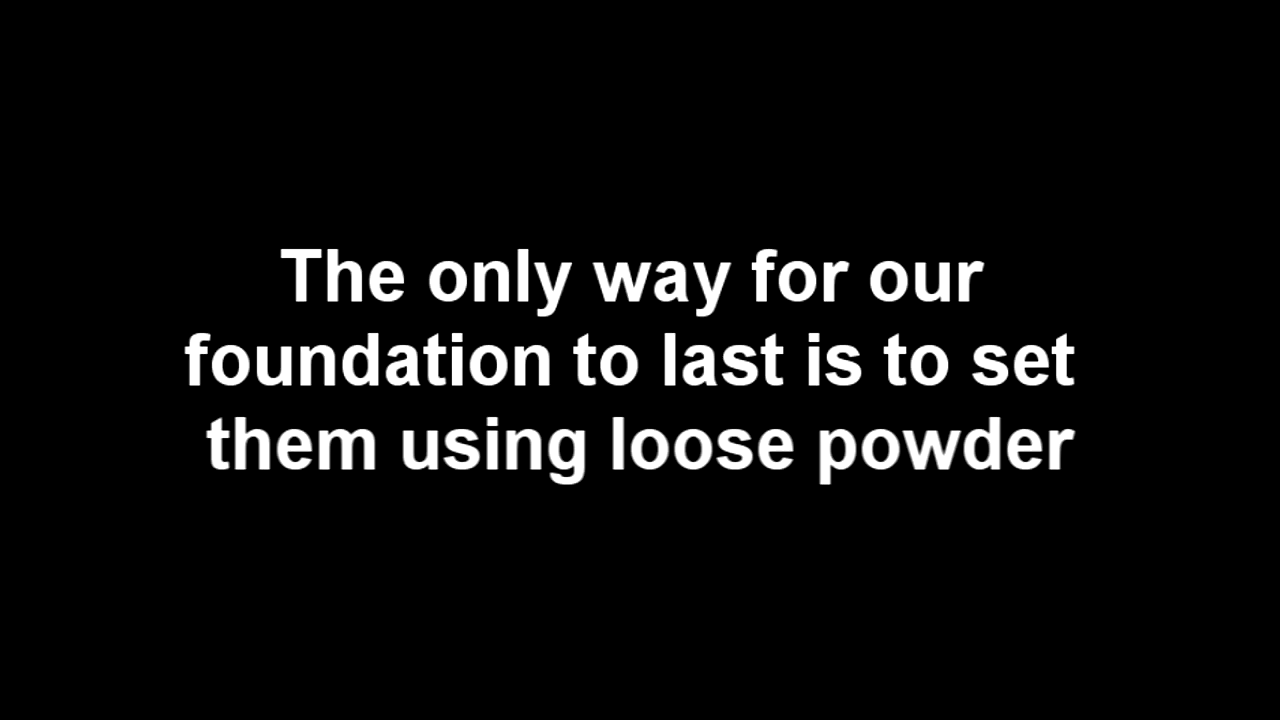 The only way for our
foundation to last is to set
them using loose powder